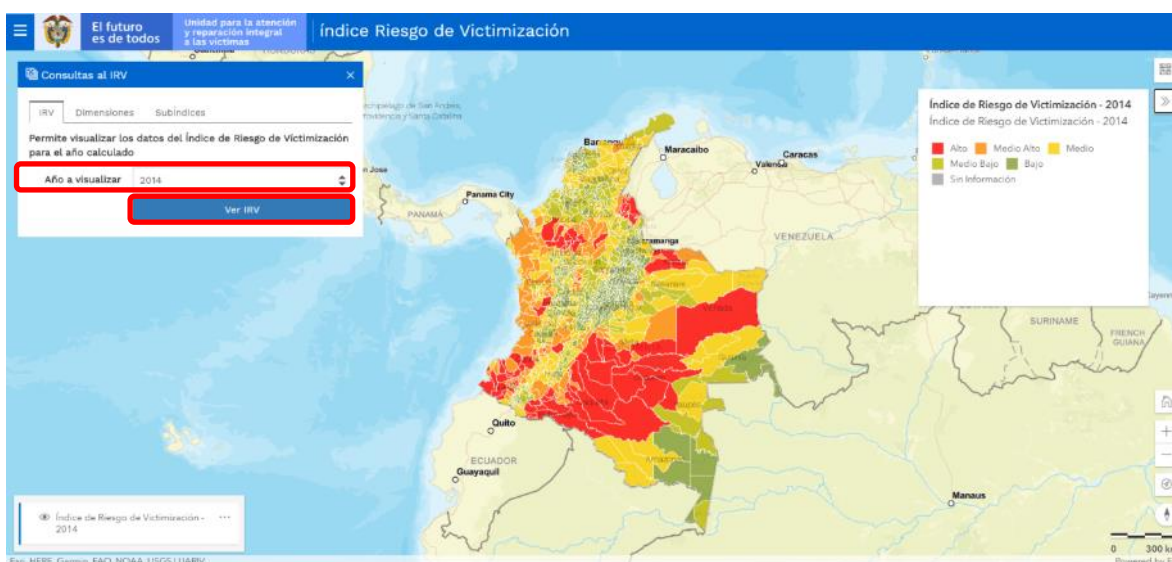 El futuro
es de todos
Unidad para la atención
y reparación integral
a las víctimas
Índice Riesgo de Victimización
Consultas al IRV
IRV Dimensiones Subíndices
Permite visualizar los datos del Índice de Riesgo de Victimización
para el año calculado
Año a visualizar 2014
Ver IRV
Índice de Riesgo de Victimización - 2014
Índice de Riesgo de Victimización - 2014
Alto Medio Alto Medio
Medio Bajo Bajo
Sin Información
Maracaibo
Caracas
Valencia
Panama City
PANAMÁ
VENEZUELA
SURINAME
FRENCH
GUIANA
Quito
ECUADOR
Guayaquil
Manaus
Índice de Riesgo de Victimización -
2014
0 300